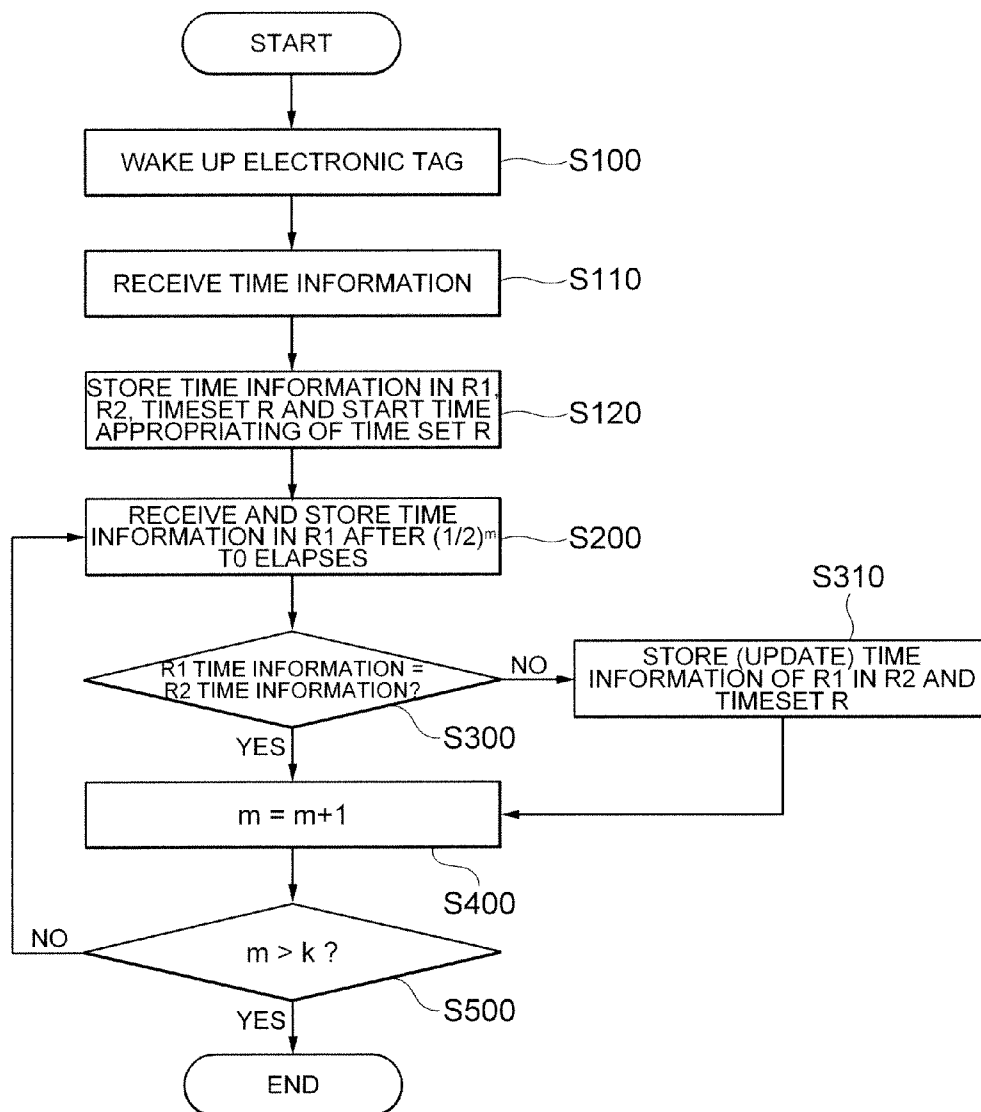 START
WAKE UP ELECTRONIC TAG
S100
RECEIVE TIME INFORMATION
S110
STORE TIME INFORMATION IN R1,
R2, TIMESET R AND START TIME
APPROPRIATING OF TIME SET R
S120
RECEIVE AND STORE TIME
INFORMATION IN R1 AFTER (1/2)ᵐ
T0 ELAPSES
S200
R1 TIME INFORMATION =
R2 TIME INFORMATION?
S300
NO
S310
STORE (UPDATE) TIME
INFORMATION OF R1 IN R2 AND
TIMESET R
YES
m = m+1
S400
NO
m > k ?
S500
YES
END